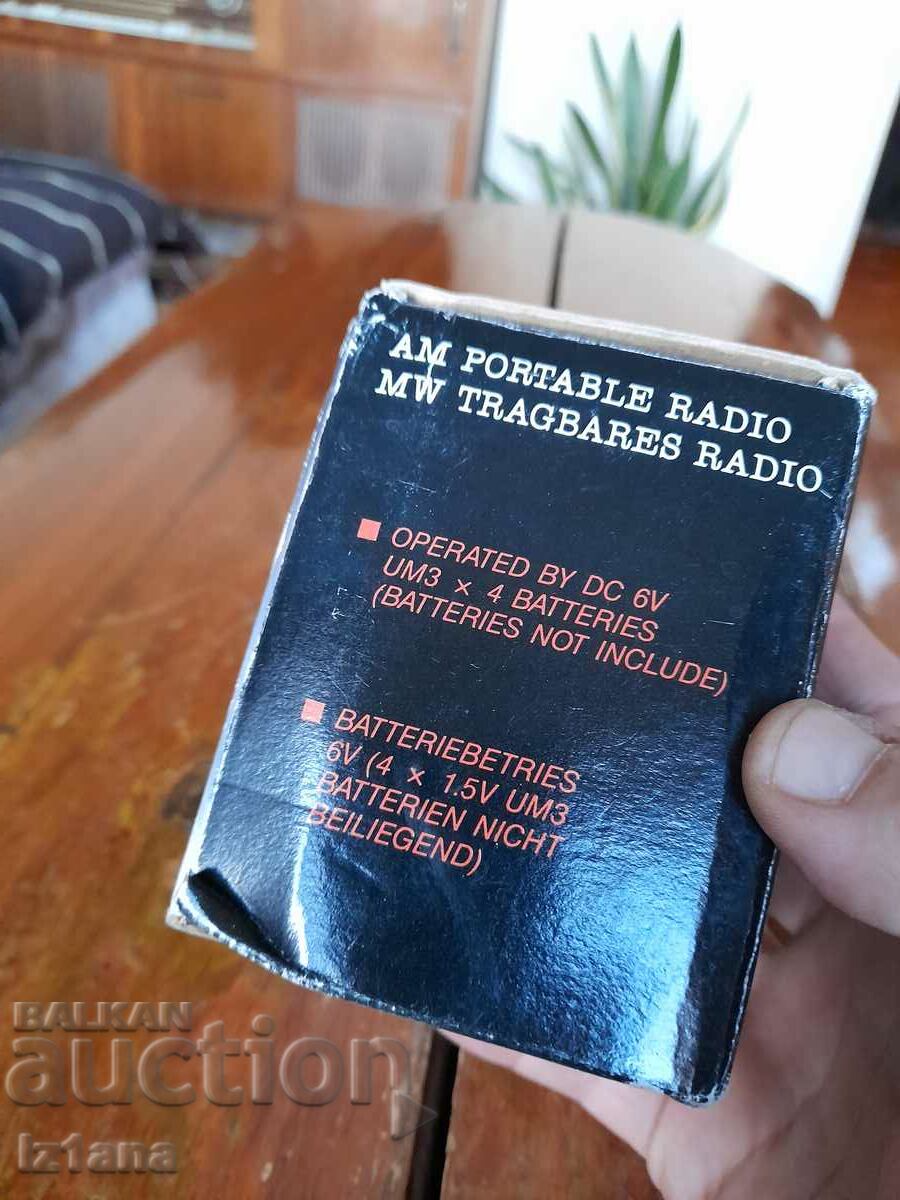 AM PORTABLE RADIO
MW TRAGBARES RADIO
■ OPERATED BY DC 6V
UM3 × 4 BATTERIES
(BATTERIES NOT INCLUDE)
■ BATTERIEBETRIES
6V (4 × 1.5V UM3
BATTERIEN NICHT
BEILIEGEND)
BALKAN
auction
iz1ana